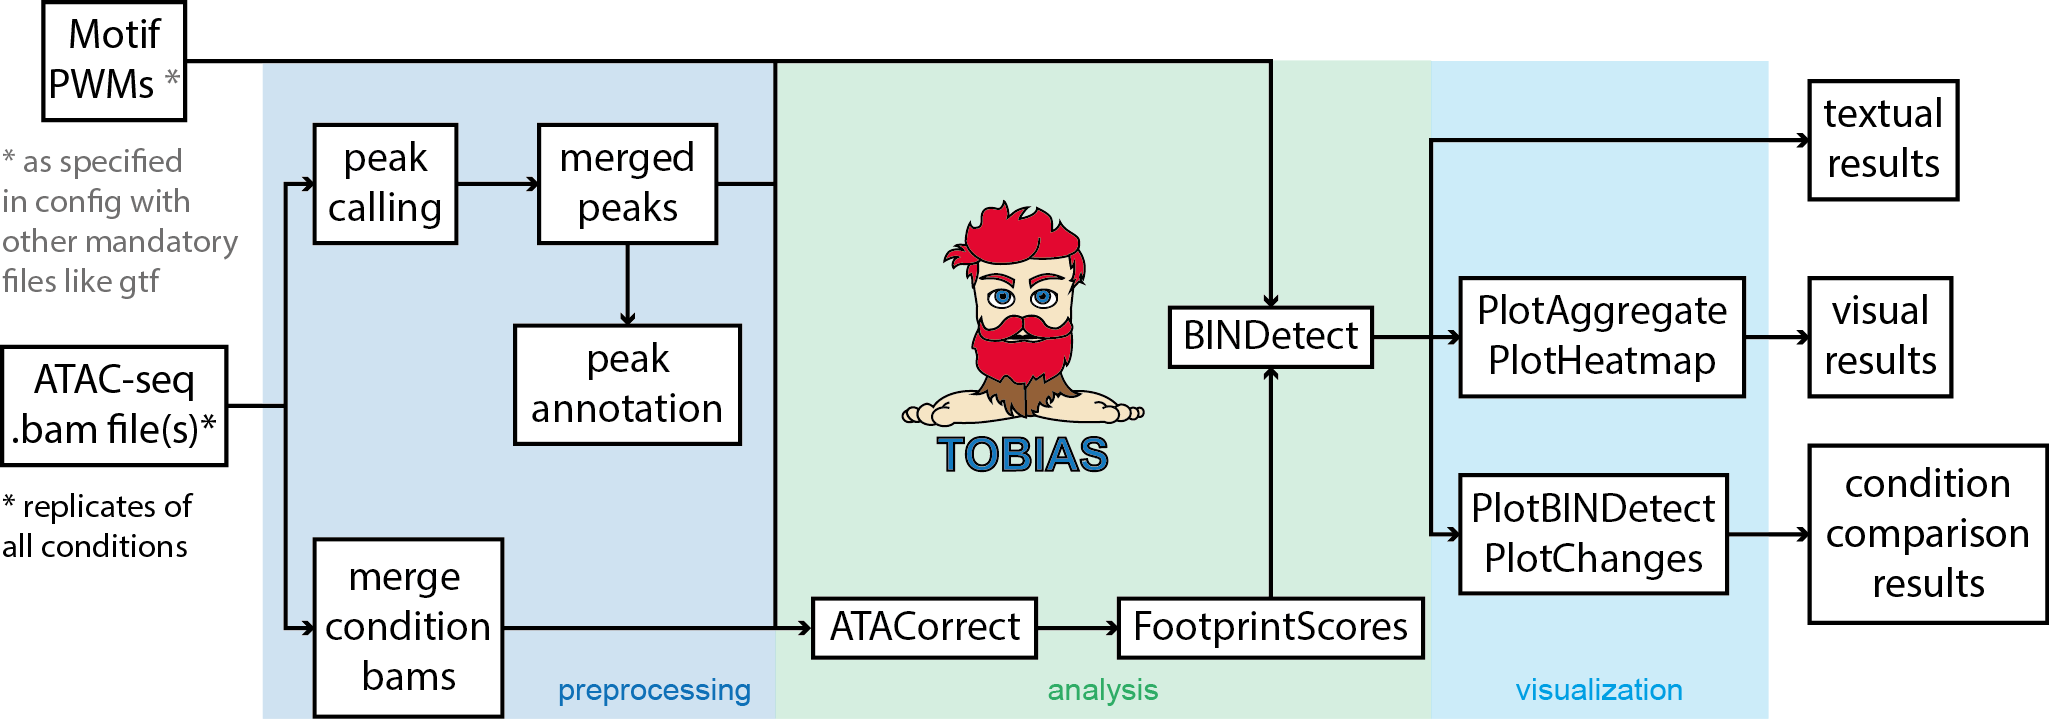 Motif
PWMs *
* as specified
in config with
other mandatory
files like gtf
ATAC-seq
.bam file(s)*
* replicates of
all conditions
peak
calling
merged
peaks
peak
annotation
merge
condition
bams
preprocessing
TOBIAS
ATACorrect
FootprintScores
BINDetect
analysis
PlotAggregate
PlotHeatmap
PlotBINDetect
PlotChanges
visualization
textual
results
visual
results
condition
comparison
results